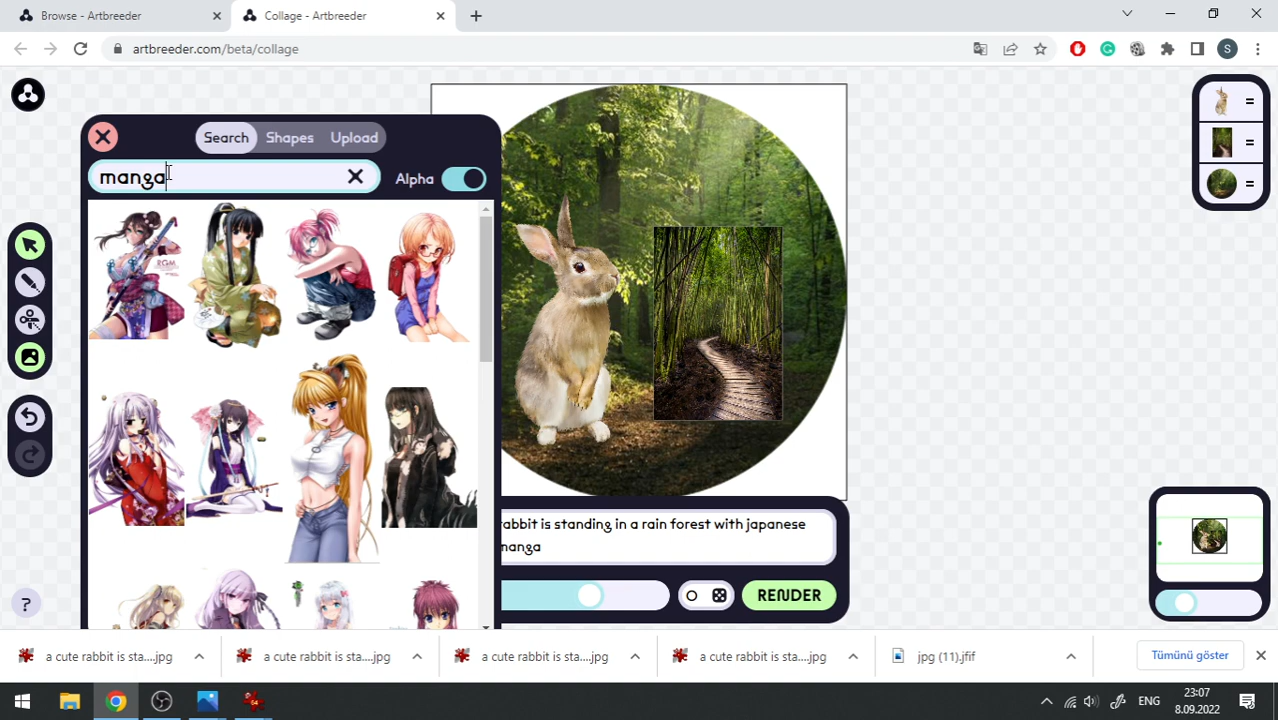 Browse - Artbreeder
Collage - Artbreeder
artbreeder.com/beta/collage
S
Search Shapes Upload
manga
Alpha
RGM
rabbit is standing in a rain forest with japanese
manga
RENDER
?
a cute rabbit is sta....jpg
a cute rabbit is sta....jpg
a cute rabbit is sta....jpg
a cute rabbit is sta....jpg
jpg (11).jfif
Tümünü göster
64
ENG
23:07
8.09.2022